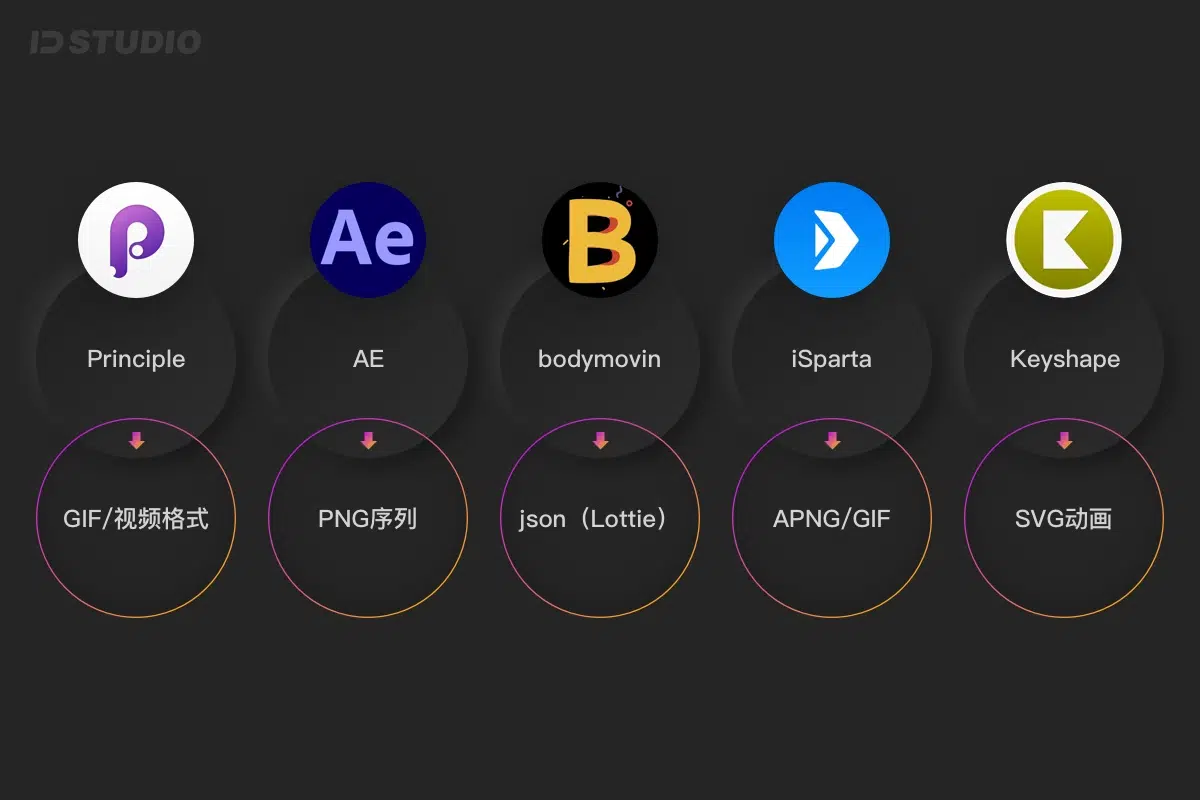 ID STUDIO
Ae
B
Principle
AE
bodymovin
iSparta
Keyshape
GIF/视频格式
PNG序列
json（Lottie）
APNG/GIF
SVG动画